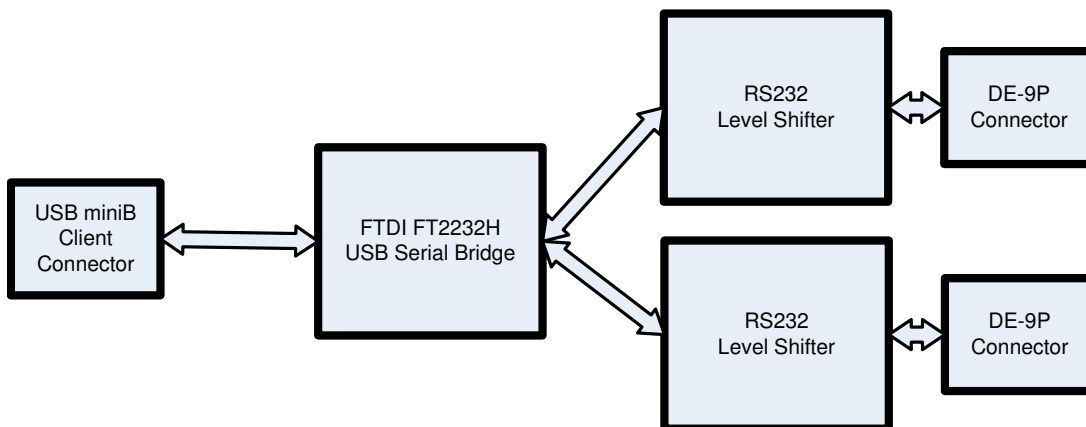 USB miniB
Client
Connector
FTDI FT2232H
USB Serial Bridge
RS232
Level Shifter
DE-9P
Connector
RS232
Level Shifter
DE-9P
Connector